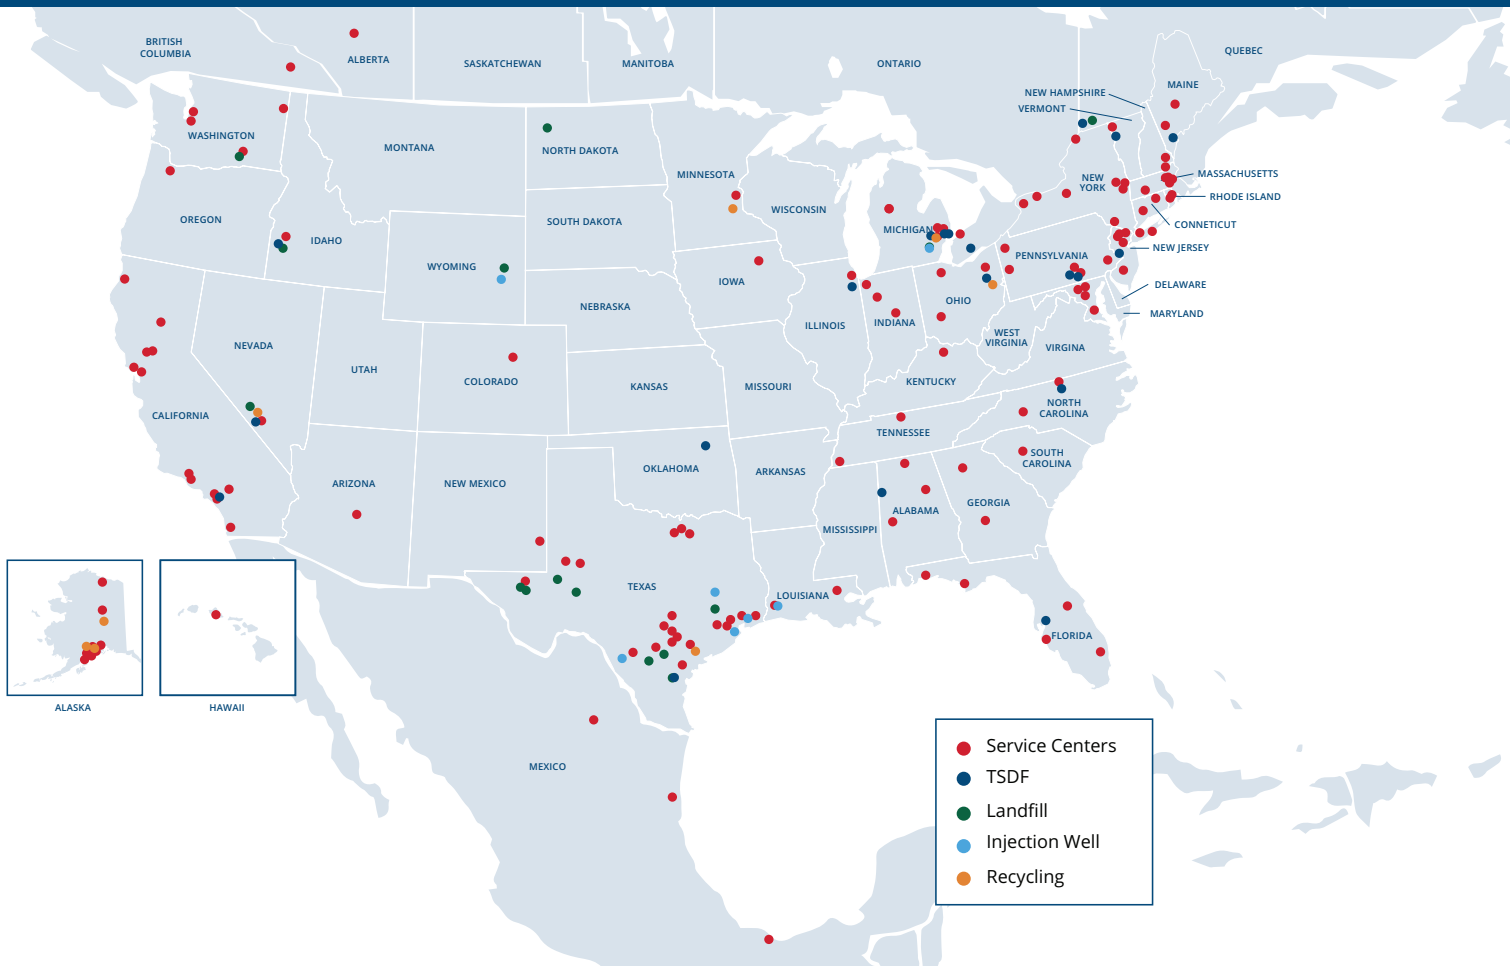 BRITISH
COLUMBIA
ALBERTA
SASKATCHEWAN
MANITOBA
ONTARIO
QUEBEC
NEW HAMPSHIRE
MAINE
VERMONT
WASHINGTON
MONTANA
NORTH DAKOTA
MINNESOTA
NEW
YORK
MASSACHUSETTS
RHODE ISLAND
OREGON
IDAHO
SOUTH DAKOTA
WISCONSIN
MICHIGAN
CONNETICUT
NEW JERSEY
WYOMING
IOWA
PENNSYLVANIA
DELAWARE
NEBRASKA
OHIO
MARYLAND
ILLINOIS
INDIANA
WEST
VIRGINIA
VIRGINA
NEVADA
UTAH
COLORADO
KANSAS
MISSOURI
KENTUCKY
CALIFORNIA
NORTH
CAROLINA
TENNESSEE
SOUTH
CAROLINA
OKLAHOMA
ARKANSAS
ARIZONA
NEW MEXICO
MISSISSIPPI
ALABAMA
GEORGIA
TEXAS
LOUISIANA
FLORIDA
ALASKA
HAWAII
MEXICO
Service Centers
TSDF
Landfill
Injection Well
Recycling